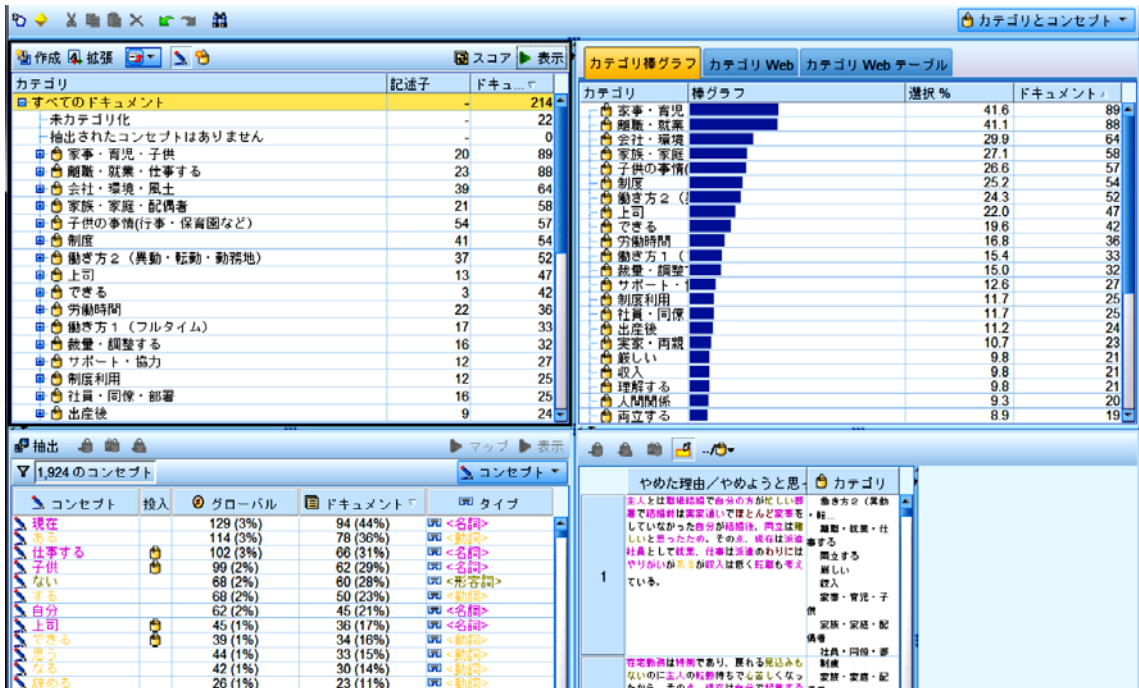 カテゴリとコンセプト
作成 拡張 スコア 表示
カテゴリ 記述子 ドキュ...
すべてのドキュメント - 214
未カテゴリ化 - 22
抽出されたコンセプトはありません - 0
家事・育児・子供 20 89
離職・就業・仕事する 23 88
会社・環境・風土 39 64
家族・家庭・配偶者 21 58
子供の事情(行事・保育園など) 54 57
制度 41 54
働き方2（異動・転勤・勤務地） 37 52
上司 13 47
できる 3 42
労働時間 22 36
働き方1（フルタイム） 17 33
裁量・調整する 16 32
サポート・協力 12 27
制度利用 12 25
社員・同僚・部署 16 25
出産後 9 24
カテゴリ棒グラフ カテゴリ Web カテゴリ Web テーブル
カテゴリ 棒グラフ 選択 % ドキュメント
家事・育児 41.6 89
離職・就業 41.1 88
会社・環境 29.9 64
家族・家庭 27.1 58
子供の事情( 26.6 57
制度 25.2 54
働き方2（ 24.3 52
上司 22.0 47
できる 19.6 42
労働時間 16.8 36
働き方1（ 15.4 33
裁量・調整 15.0 32
サポート・ 12.6 27
制度利用 11.7 25
社員・同僚 11.7 25
出産後 11.2 24
実家・両親 10.7 23
厳しい 9.8 21
収入 9.8 21
理解する 9.8 21
人間関係 9.3 20
両立する 8.9 19
抽出 マップ 表示
1,924 のコンセプト コンセプト
コンセプト 投入 グローバル ドキュメント タイプ
現在 129 (3%) 94 (44%) <名詞>
ある 114 (3%) 78 (36%) <動詞>
仕事する 102 (3%) 66 (31%) <名詞>
子供 99 (2%) 62 (29%) <名詞>
ない 68 (2%) 60 (28%) <形容詞>
する 68 (2%) 50 (23%) <動詞>
自分 62 (2%) 45 (21%) <名詞>
上司 45 (1%) 36 (17%) <名詞>
できる 39 (1%) 34 (16%) <動詞>
思う 44 (1%) 33 (15%) <動詞>
なる 42 (1%) 30 (14%) <動詞>
辞める 26 (1%) 23 (11%) <動詞>
やめた理由／やめようと思 カテゴリ
1
主人とは職場結婚で自分の方が忙しい部
署で結婚前は実家通いでほとんど家事を
していなかった自分が結婚後、両立は難
しいと思ったため。その点、現在は派遣
社員として就業、仕事は派遣のわりには
やりがいがあるが収入は低く転職も考え
ている。
働き方2（異動
・転...
離職・就業・仕
事する
両立する
厳しい
収入
家事・育児・子
供
家族・家庭・配
偶者
社員・同僚・部
在宅勤務は特例であり、戻れる見込みも
ないのに主人の転勤待ちで心苦しくなっ
制度
家族・家庭・配